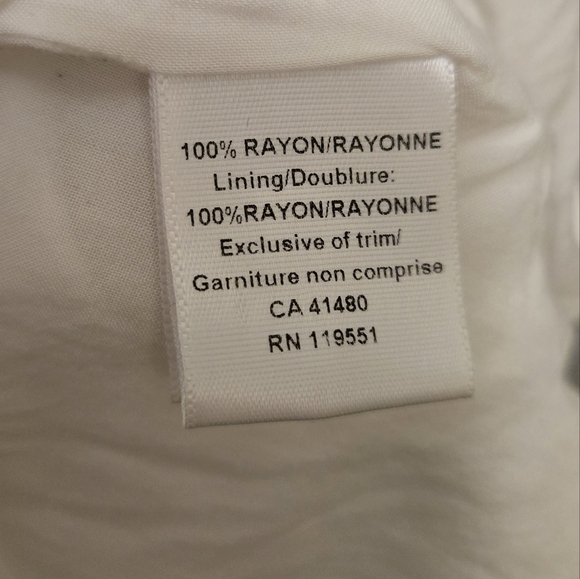 100% RAYON/RAYONNE
Lining/Doublure:
100%RAYON/RAYONNE
Exclusive of trim/
Garniture non comprise
CA 41480
RN 119551